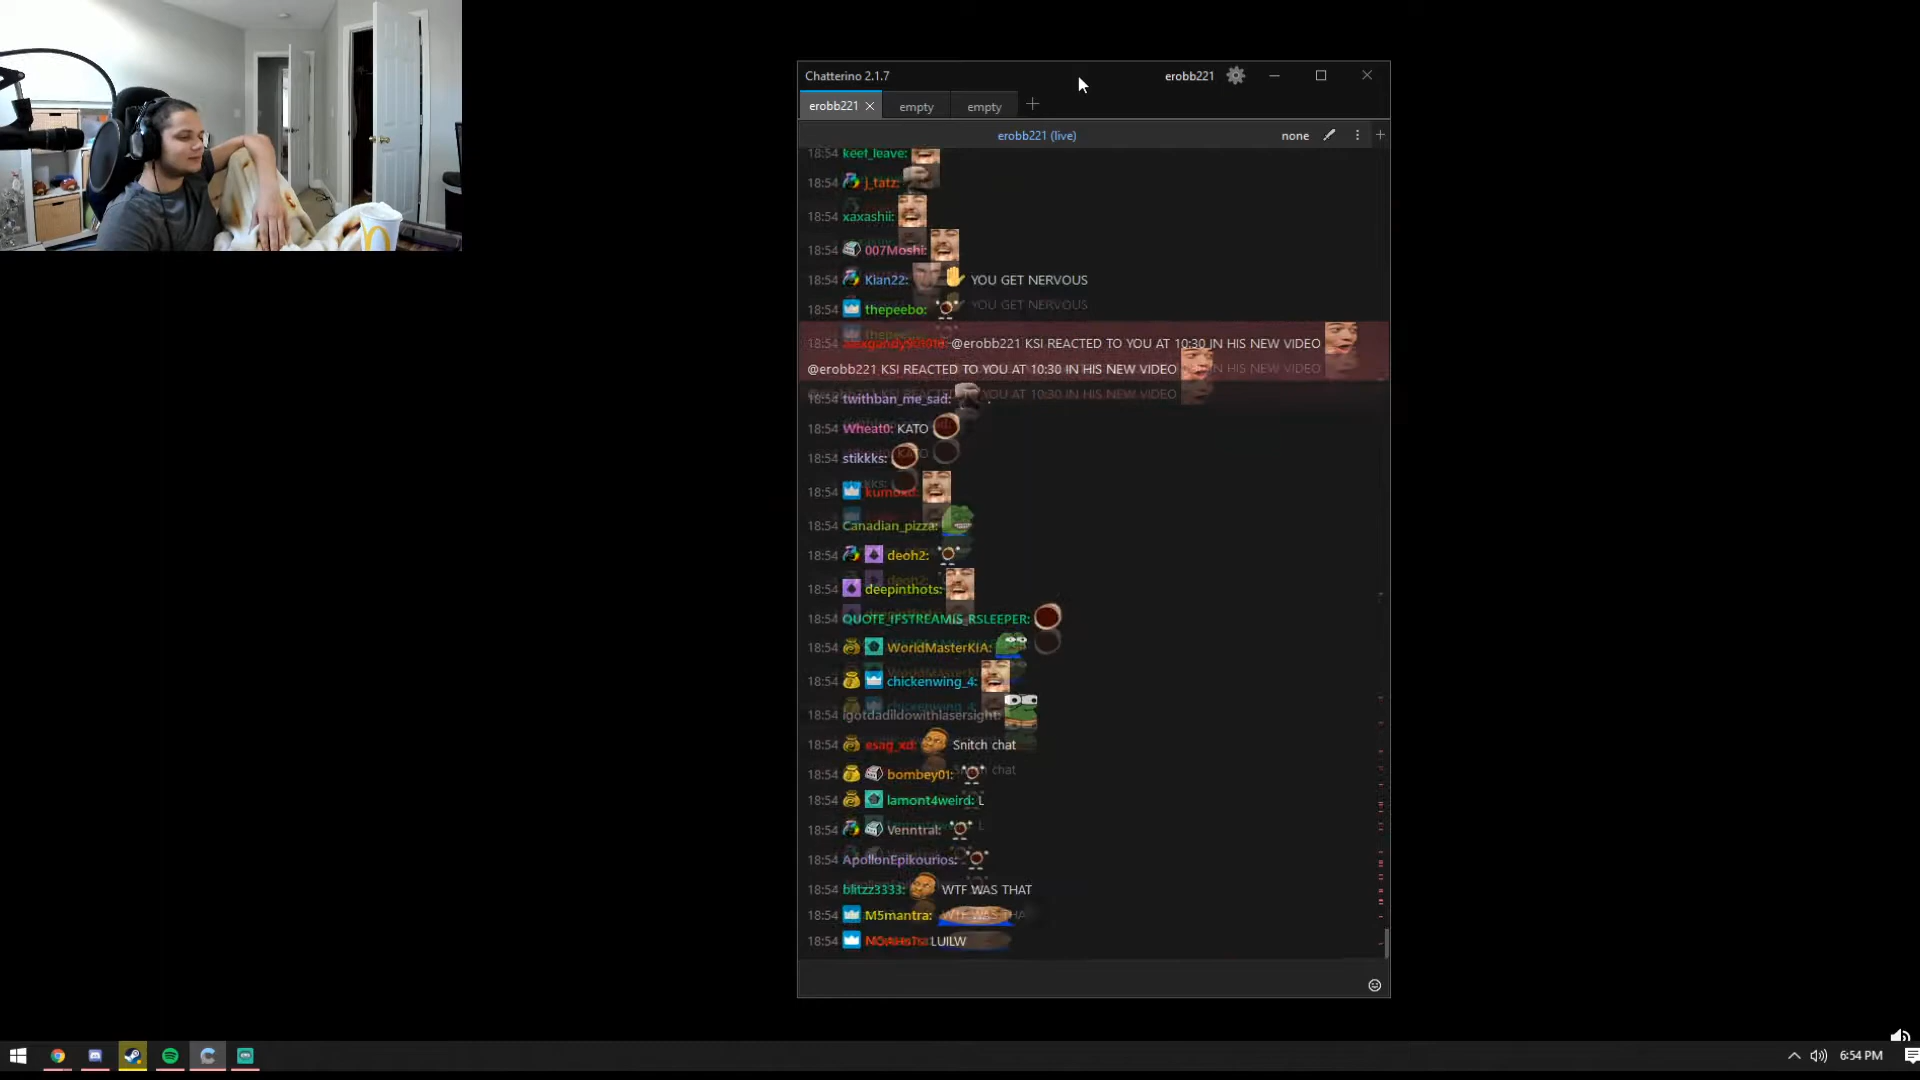 Chatterino 2.1.7
erobb221
erobb221
empty
empty
erobb221 (live)
none
18:54 keef_leave:
18:54 j_tatz:
18:54 xaxashii:
18:54 007Moshi:
18:54 Kian22: YOU GET NERVOUS
18:54 thepeebo:
18:54 @erobb221 KSI REACTED TO YOU AT 10:30 IN HIS NEW VIDEO
@erobb221 KSI REACTED TO YOU AT 10:30 IN HIS NEW VIDEO
18:54 twithban_me_sad:
18:54 Wheat0: KATO
18:54 stikkks:
18:54
18:54 Canadian_pizza:
18:54 deoh2:
18:54 deepinthots:
18:54 QUOTE_IFSTREAMIS_RSLEEPER:
18:54 WorldMasterKIA:
18:54 chickenwing_4:
18:54 igotdadildowithlasersight:
18:54 esag_xd: Snitch chat
18:54 bombey01:
18:54 lamont4weird: L
18:54 Venntral:
18:54 ApollonEpikourios:
18:54 blitzz3333: WTF WAS THAT
18:54 M5mantra:
18:54 LUILW
6:54 PM